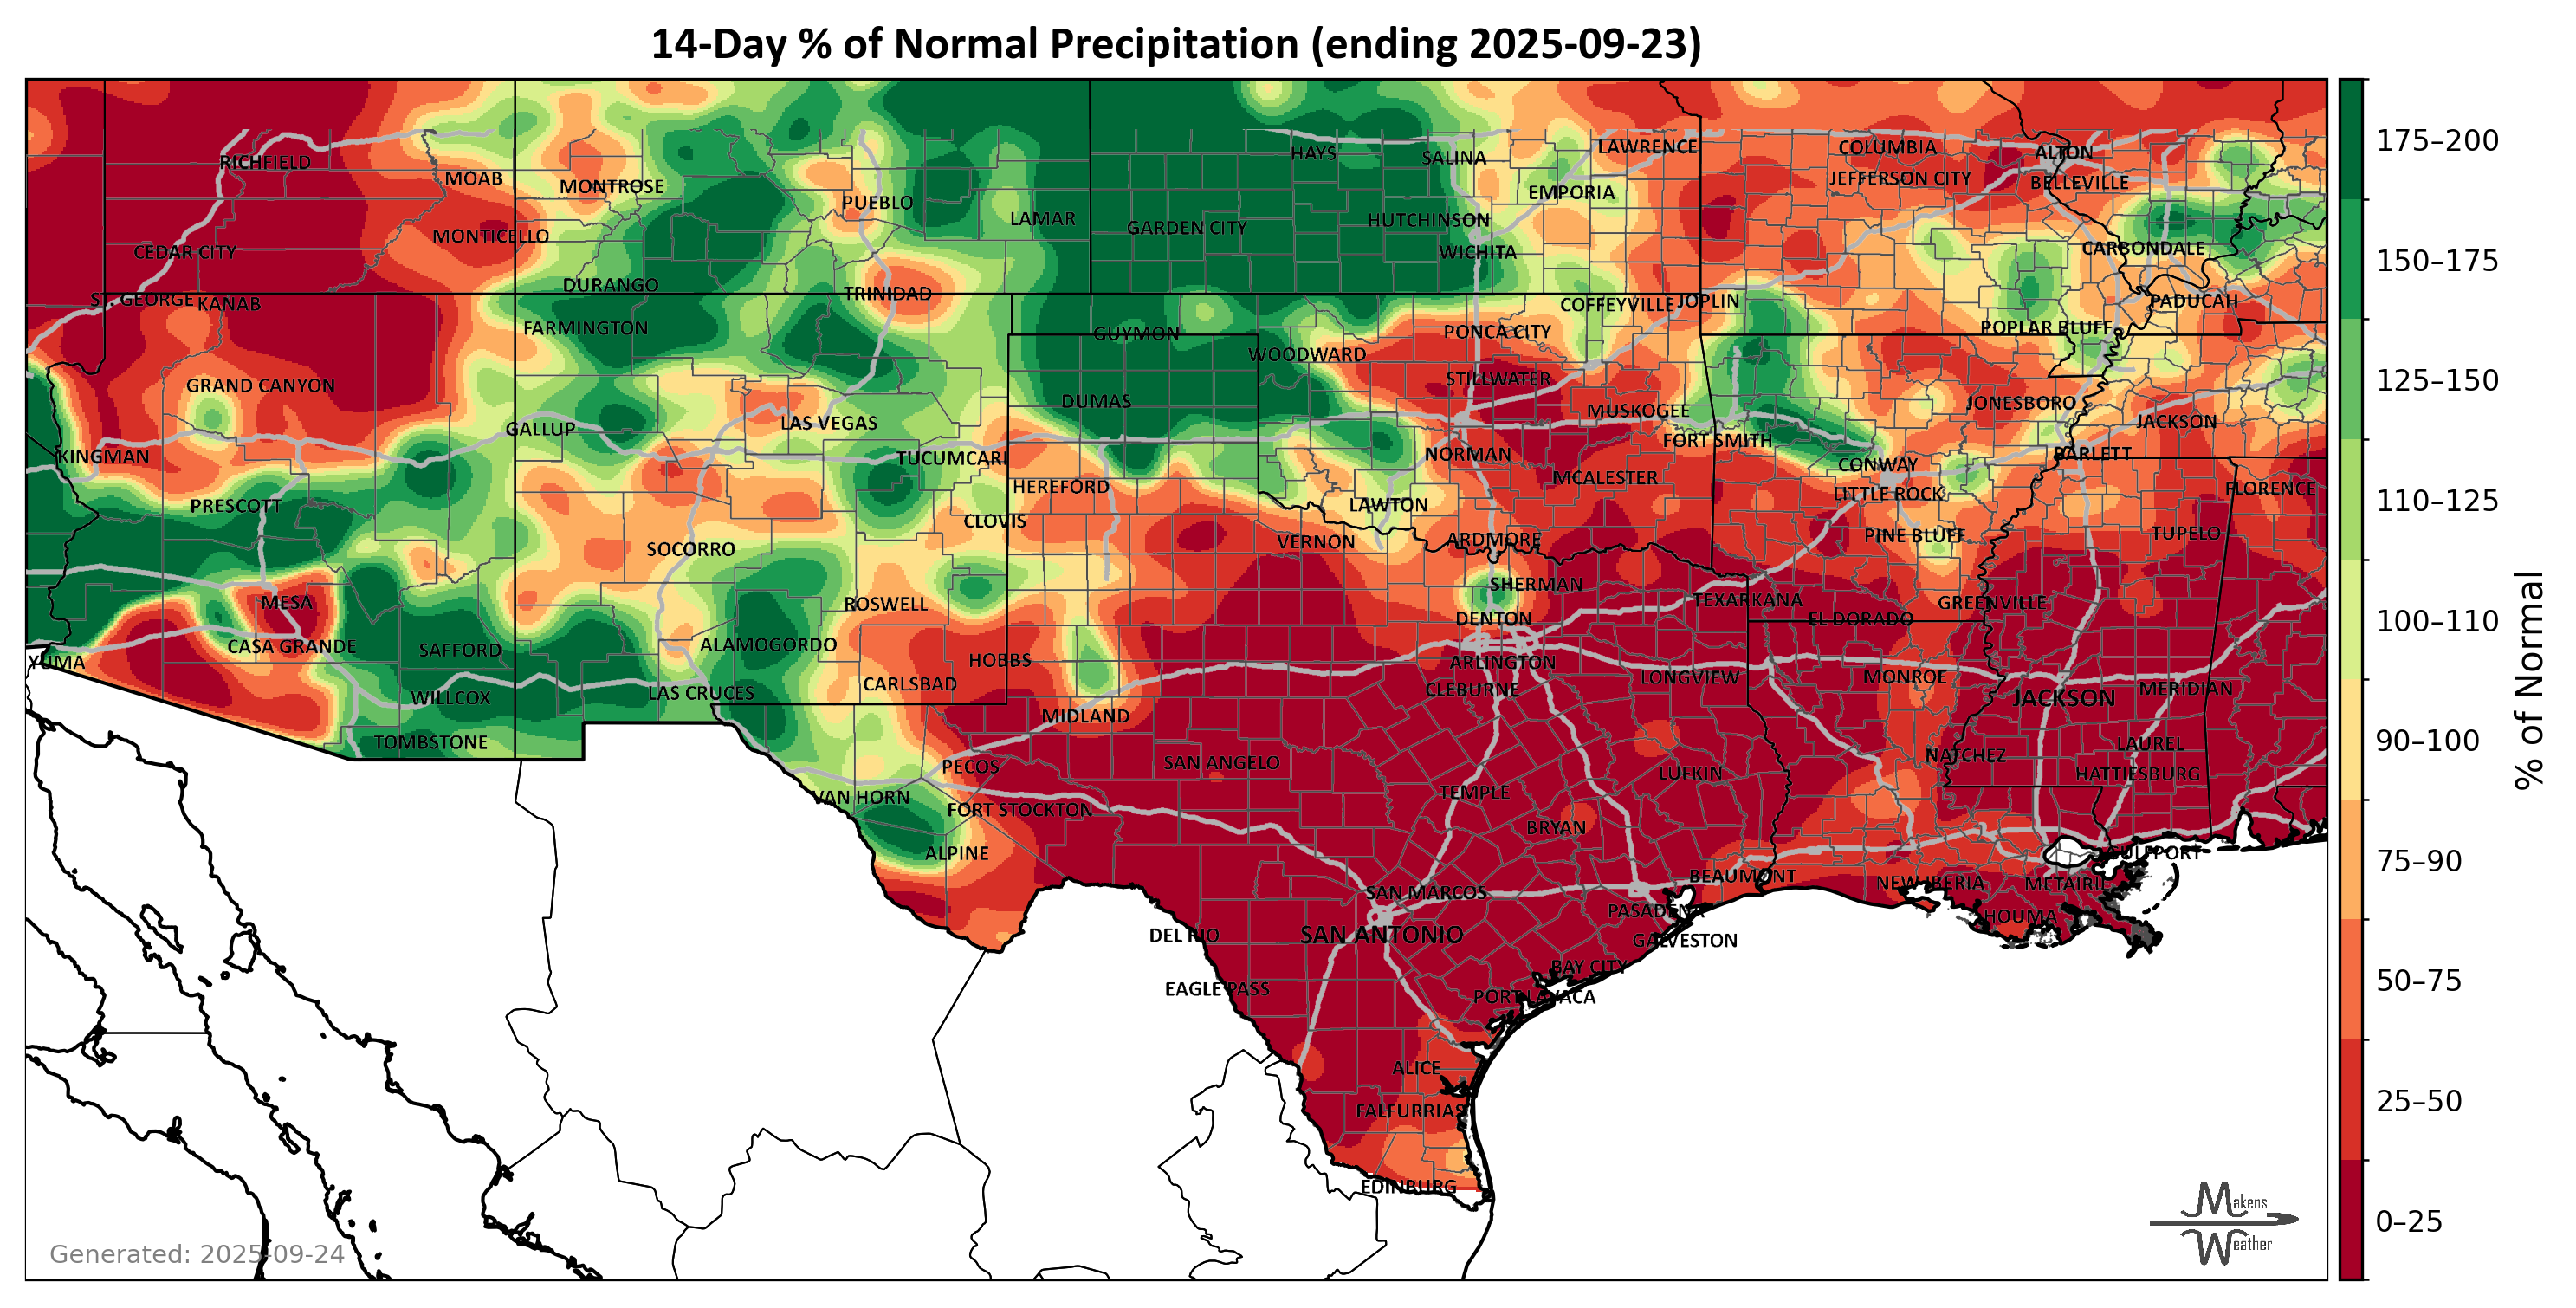 14-Day % of Normal Precipitation (ending 2025-09-23)
RICHFIELD
MOAB
MONTROSE
PUEBLO
LAMAR
HAYS
SALINA
LAWRENCE
EMPORIA
COLUMBIA
ALTON
JEFFERSON CITY
BELLEVILLE
MONTICELLO
CEDAR CITY
GARDEN CITY
HUTCHINSON
WICHITA
CARBONDALE
ST. GEORGE
KANAB
DURANGO
TRINIDAD
COFFEYVILLE
JOPLIN
PADUCAH
FARMINGTON
GUYMON
PONCA CITY
POPLAR BLUFF
WOODWARD
GRAND CANYON
STILLWATER
DUMAS
MUSKOGEE
JONESBORO
JACKSON
GALLUP
LAS VEGAS
FORT SMITH
KINGMAN
TUCUMCARI
NORMAN
CONWAY
BARLETT
PRESCOTT
HEREFORD
MCALESTER
LITTLE ROCK
FLORENCE
LAWTON
CLOVIS
SOCORRO
VERNON
ARDMORE
PINE BLUFF
TUPELO
MESA
ROSWELL
SHERMAN
DENTON
TEXARKANA
EL DORADO
GREENVILLE
CASA GRANDE
SAFFORD
ALAMOGORDO
YUMA
HOBBS
ARLINGTON
WILLCOX
LAS CRUCES
CARLSBAD
CLEBURNE
LONGVIEW
MONROE
JACKSON
MERIDIAN
MIDLAND
TOMBSTONE
PECOS
SAN ANGELO
NATCHEZ
LAUREL
LUFKIN
HATTIESBURG
VAN HORN
FORT STOCKTON
TEMPLE
BRYAN
ALPINE
GULFPORT
SAN MARCOS
BEAUMONT
NEW IBERIA
METAIRIE
PASADENA
HOUMA
DEL RIO
SAN ANTONIO
GALVESTON
EAGLE PASS
BAY CITY
PORT LAVACA
ALICE
FALFURRIAS
EDINBURG
Generated: 2025-09-24
Makens
Weather
175–200
150–175
125–150
110–125
100–110
90–100
75–90
50–75
25–50
0–25
% of Normal